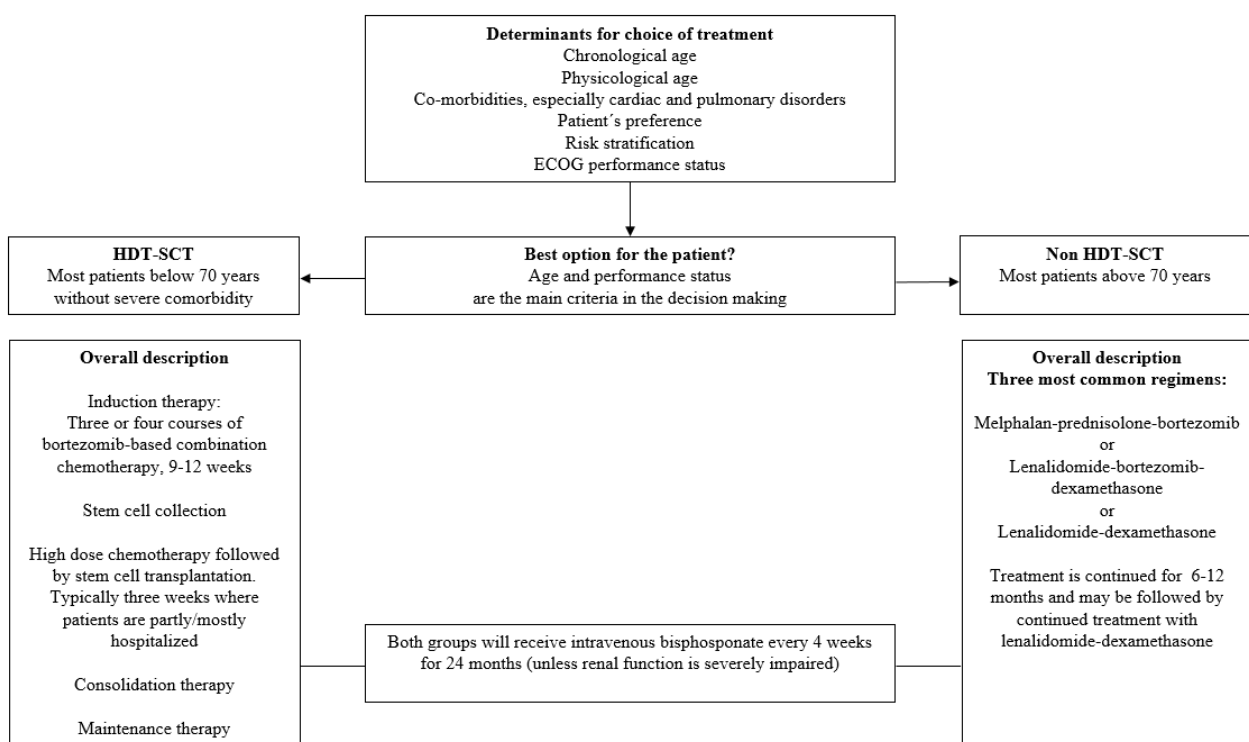 Determinants for choice of treatment
Chronological age
Physicological age
Co-morbidities, especially cardiac and pulmonary disorders
Patient´s preference
Risk stratification
ECOG performance status
HDT-SCT
Most patients below 70 years
without severe comorbidity
Best option for the patient?
Age and performance status
are the main criteria in the decision making
Non HDT-SCT
Most patients above 70 years
Overall description
Induction therapy:
Three or four courses of
bortezomib-based combination
chemotherapy, 9-12 weeks
Stem cell collection
High dose chemotherapy followed
by stem cell transplantation.
Typically three weeks where
patients are partly/mostly
hospitalized
Consolidation therapy
Maintenance therapy
Both groups will receive intravenous bisphosponate every 4 weeks
for 24 months (unless renal function is severely impaired)
Overall description
Three most common regimens:
Melphalan-prednisolone-bortezomib
or
Lenalidomide-bortezomib-
dexamethasone
or
Lenalidomide-dexamethasone
Treatment is continued for 6-12
months and may be followed by
continued treatment with
lenalidomide-dexamethasone